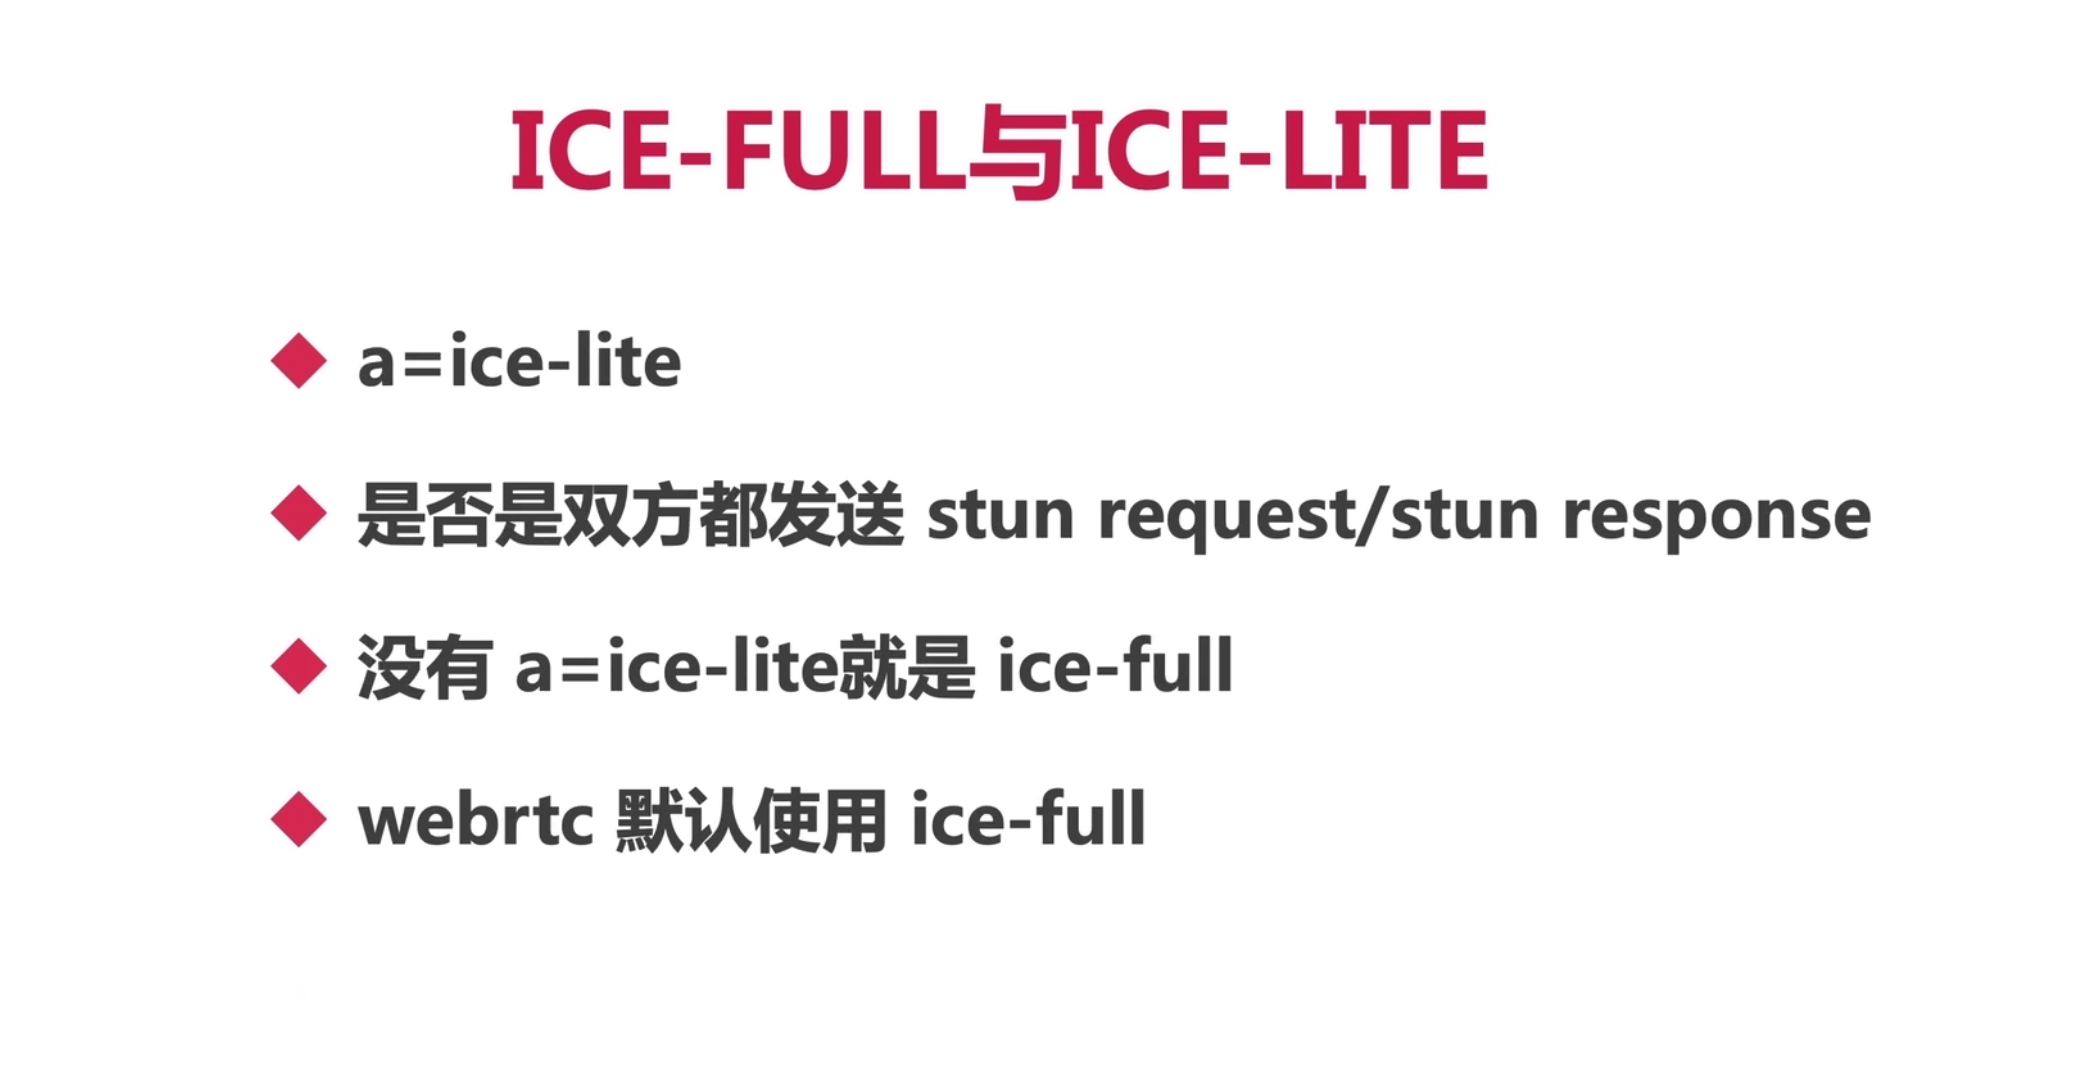 ICE-FULL与ICE-LITE
a=ice-lite
是否是双方都发送 stun request/stun response
没有 a=ice-lite就是 ice-full
webrtc 默认使用 ice-full